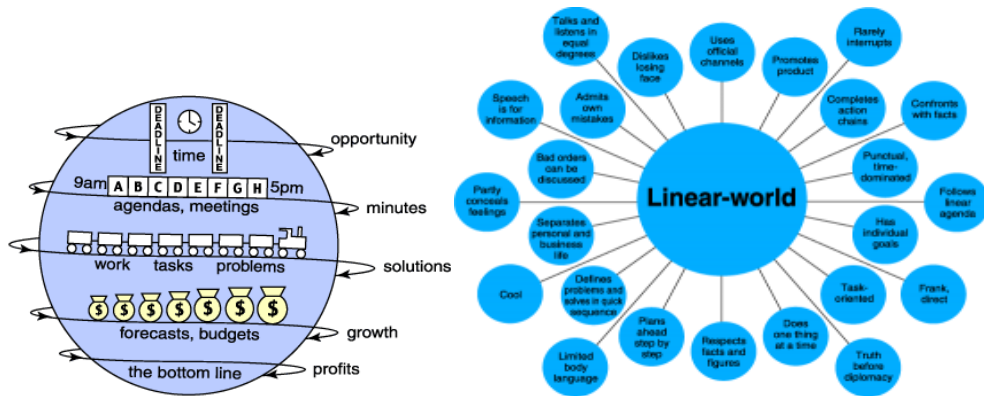 DEADLINE
DEADLINE
time
opportunity
9am
A B C D E F G H
5pm
agendas, meetings
minutes
work tasks problems
solutions
$ $ $ $ $ $ $
forecasts, budgets
growth
the bottom line
profits
Linear-world
Talks and
listens in
equal
degrees
Dislikes
losing
face
Uses
official
channels
Promotes
product
Rarely
interrupts
Speech
is for
information
Admits
own
mistakes
Completes
action
chains
Confronts
with facts
Bad orders
can be
discussed
Punctual,
time-
dominated
Partly
conceals
feelings
Follows
linear
agenda
Separates
personal and
business
life
Has
individual
goals
Cool
Defines
problems and
solves in quick
sequence
Task-
oriented
Frank,
direct
Plans
ahead
step by
step
Respects
facts and
figures
Does
one thing
at a time
Limited
body
language
Truth
before
diplomacy